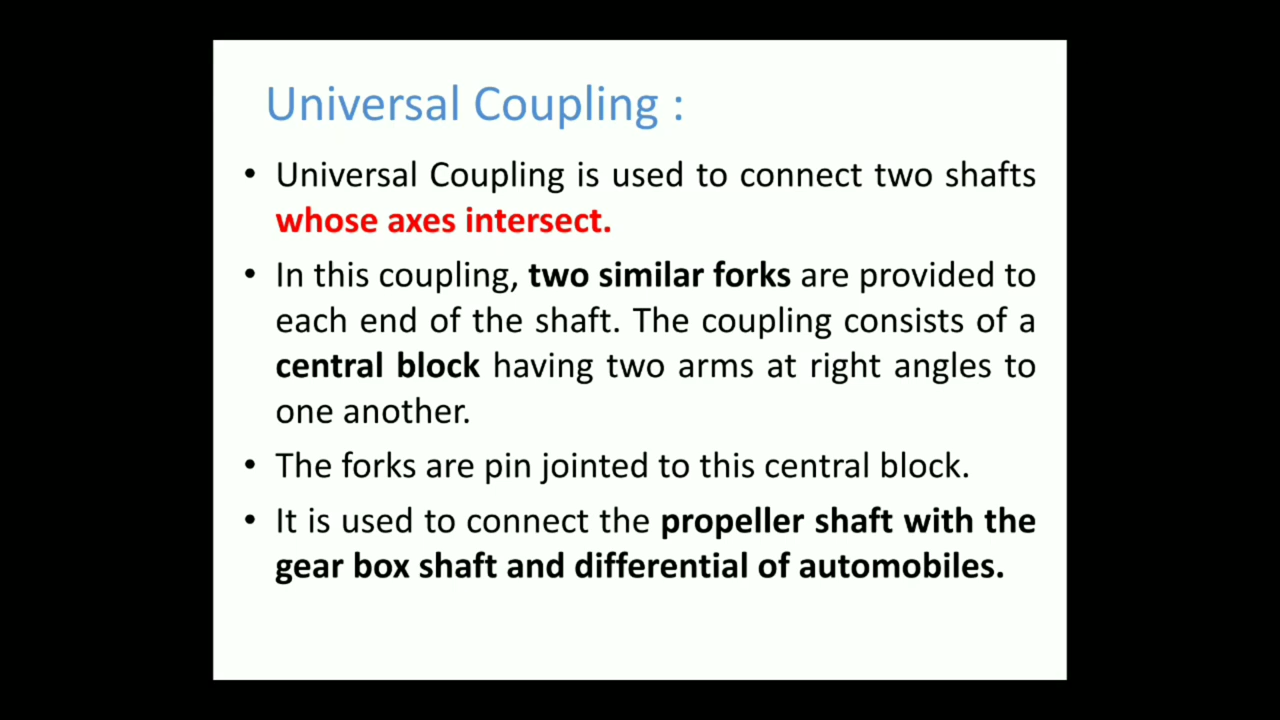 Universal Coupling :
• Universal Coupling is used to connect two shafts
whose axes intersect.
• In this coupling, two similar forks are provided to
each end of the shaft. The coupling consists of a
central block having two arms at right angles to
one another.
• The forks are pin jointed to this central block.
• It is used to connect the propeller shaft with the
gear box shaft and differential of automobiles.